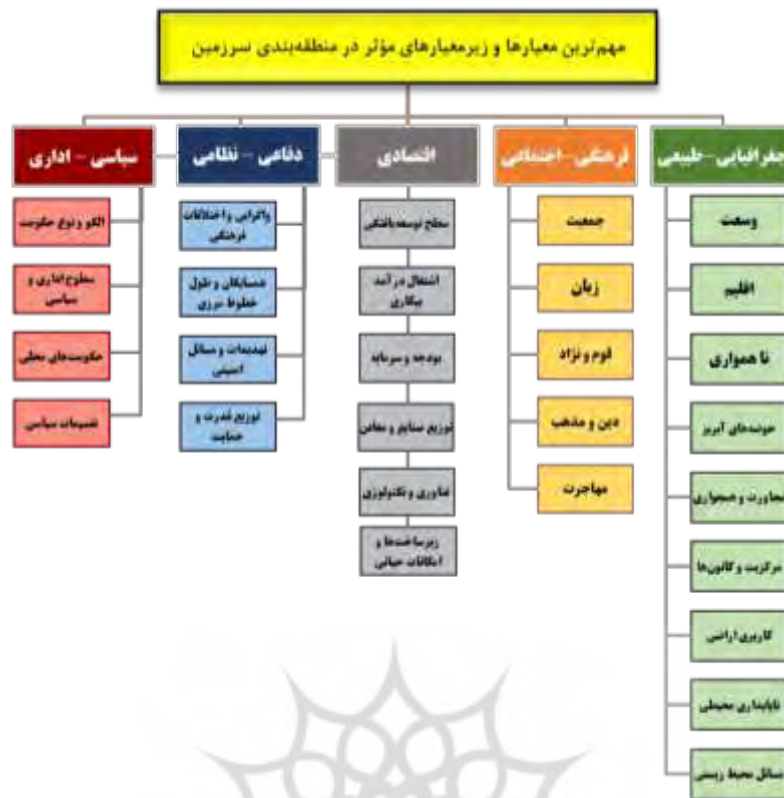 مهم‌ترین معیارها و زیرمعیارهای مؤثر در منطقه‌بندی سرزمین
جغرافیایی-طبیعی
وسعت
اقلیم
ناهمواری
حوضه‌های آبریز
مجاورت و همجواری
مرکزیت و کانون‌ها
کاربری اراضی
ناپایداری محیطی
مسائل محیط زیستی
فرهنگی-اجتماعی
جمعیت
زبان
قوم و نژاد
دین و مذهب
مهاجرت
اقتصادی
سطح توسعه‌یافتگی
اشتغال درآمد
بیکاری
بودجه و سرمایه
توزیع صنایع و معادن
فناوری و تکنولوژی
زیرساخت‌ها و
امکانات حیاتی
دفاعی - نظامی
واگرایی و اختلافات
فرهنگی
همسایگان و طول
خطوط مرزی
تهدیدات و مسائل
امنیتی
توزیع قدرت و
حمایت
سیاسی - اداری
الگو و نوع حکومت
سطوح اداری و
سیاسی
حکومت‌های محلی
تقسیمات سیاسی